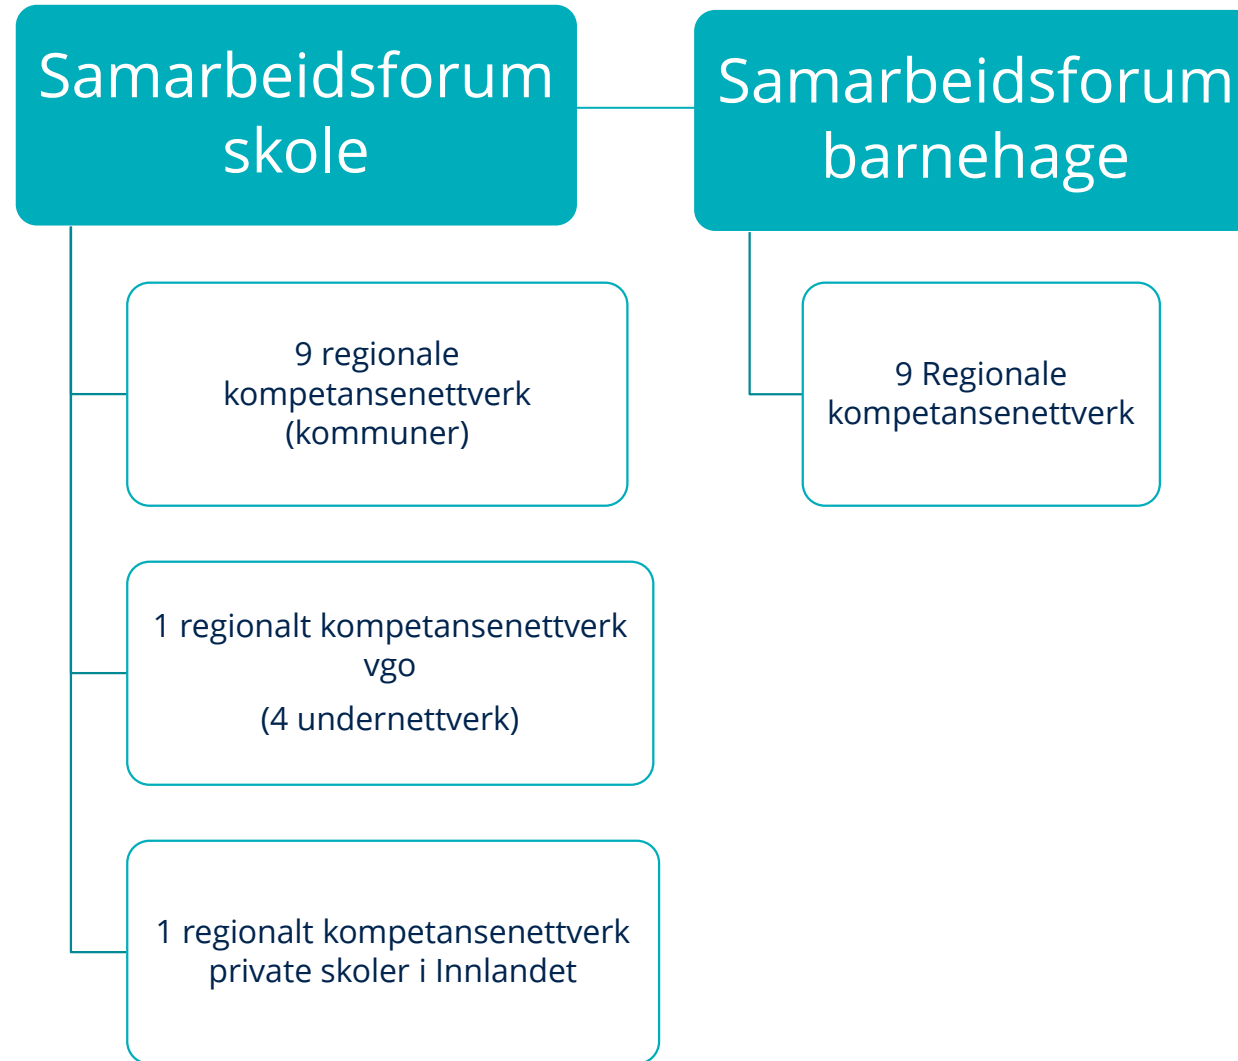 Samarbeidsforum
skole
Samarbeidsforum
barnehage
9 regionale
kompetansenettverk
(kommuner)
9 Regionale
kompetansenettverk
1 regionalt kompetansenettverk
vgo
(4 undernettverk)
1 regionalt kompetansenettverk
private skoler i Innlandet